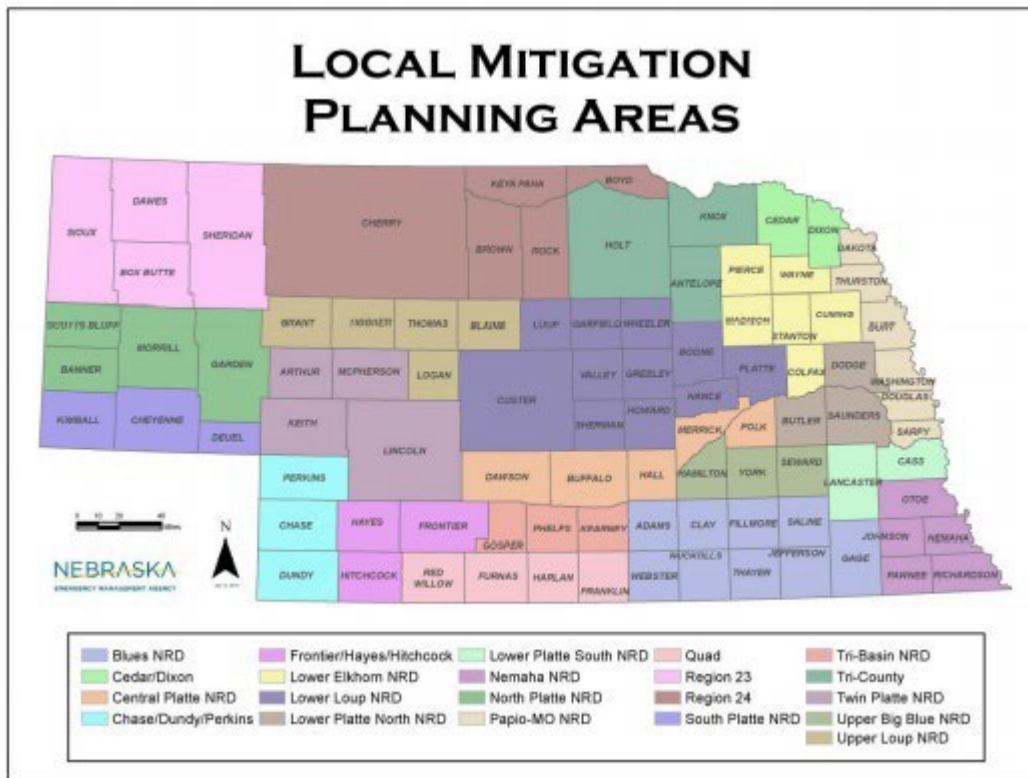 LOCAL MITIGATION
PLANNING AREAS
SIOUX
DAWES
BOX BUTTE
SHERIDAN
CHERRY
KEYA PAHA
BOYD
BROWN
ROCK
HOLT
KNOX
CEDAR
DIXON
DAKOTA
ANTELOPE
PIERCE
WAYNE
THURSTON
SCOTTS BLUFF
BANNER
MORRILL
GARDEN
GRANT
HOOKER
THOMAS
BLAINE
LOUP
GARFIELD
WHEELER
MADISON
STANTON
CUMING
BURT
KIMBALL
CHEYENNE
DEUEL
ARTHUR
MCPHERSON
LOGAN
CUSTER
VALLEY
GREELEY
BOONE
PLATTE
COLFAX
DODGE
WASHINGTON
DOUGLAS
KEITH
LINCOLN
SHERMAN
HOWARD
NANCE
MERRICK
POLK
BUTLER
SAUNDERS
SARPY
PERKINS
DAWSON
BUFFALO
HALL
HAMILTON
YORK
SEWARD
LANCASTER
CASS
OTOE
CHASE
HAYES
FRONTIER
GOSPER
PHELPS
KEARNEY
ADAMS
CLAY
FILLMORE
SALINE
JOHNSON
NEMAHA
DUNDY
HITCHCOCK
RED
WILLOW
FURNAS
HARLAN
FRANKLIN
WEBSTER
NUCKOLLS
THAYER
JEFFERSON
GAGE
PAWNEE
RICHARDSON
0 10 20 40
N
NEBRASKA
EMERGENCY MANAGEMENT AGENCY
Blues NRD
Cedar/Dixon
Central Platte NRD
Chase/Dundy/Perkins
Frontier/Hayes/Hitchcock
Lower Elkhorn NRD
Lower Loup NRD
Lower Platte North NRD
Lower Platte South NRD
Nemaha NRD
North Platte NRD
Papio-MO NRD
Quad
Region 23
Region 24
South Platte NRD
Tri-Basin NRD
Tri-County
Twin Platte NRD
Upper Big Blue NRD
Upper Loup NRD